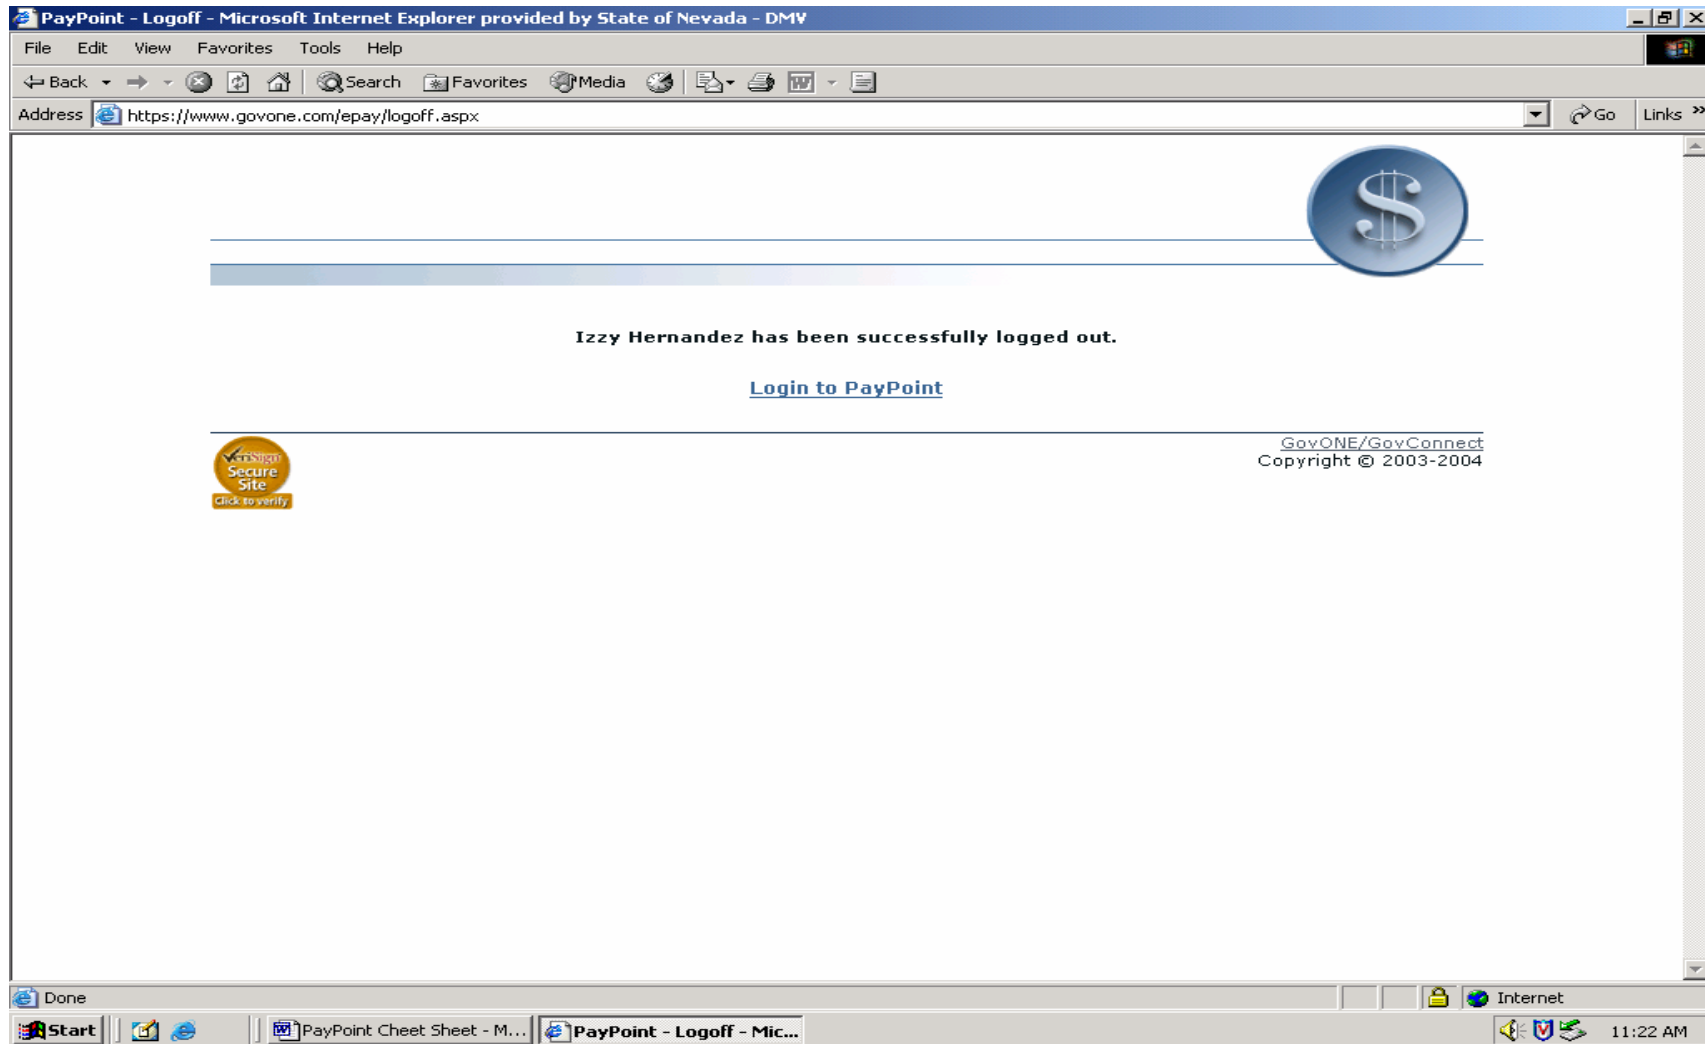 PayPoint - Logoff - Microsoft Internet Explorer provided by State of Nevada - DMV
File Edit View Favorites Tools Help
Back Search Favorites Media
Address https://www.govone.com/epay/logoff.aspx Go Links »
$
Izzy Hernandez has been successfully logged out.
Login to PayPoint
VeriSign
Secure
Site
Click to verify
GovONE/GovConnect
Copyright © 2003-2004
Done Internet
Start PayPoint Cheet Sheet - M... PayPoint - Logoff - Mic... 11:22 AM